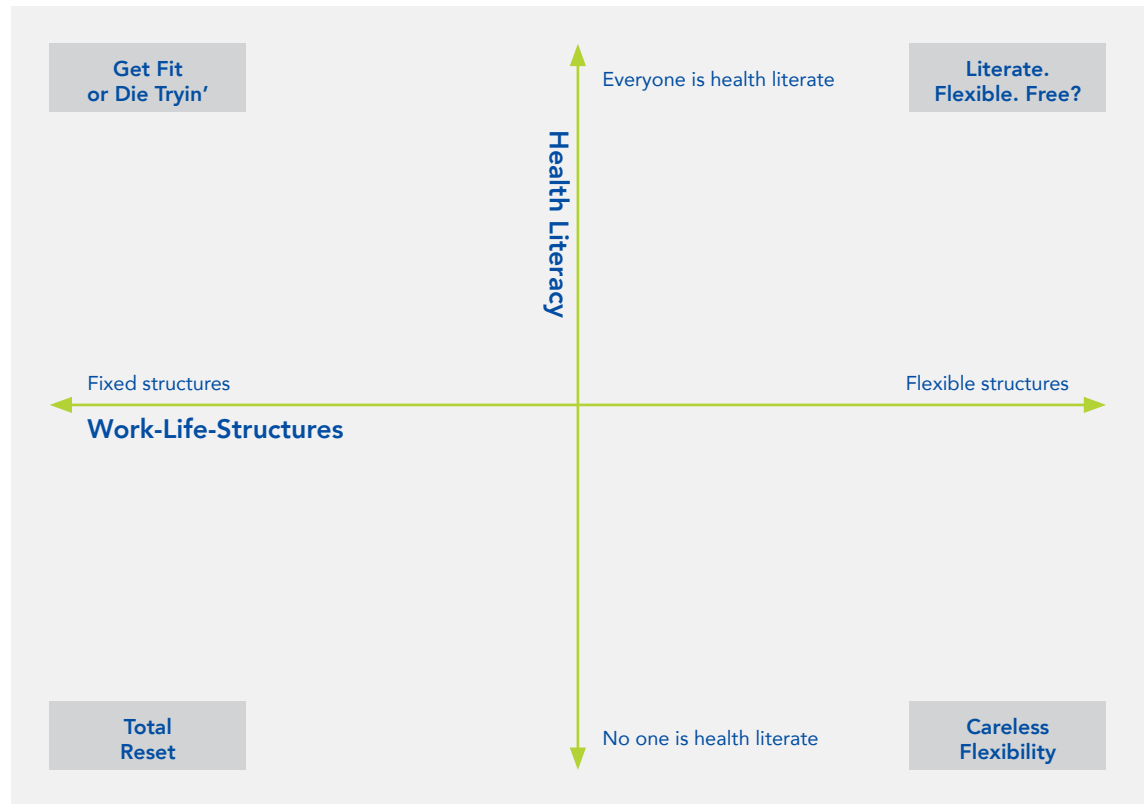 Get Fit
or Die Tryin’
Everyone is health literate
Literate.
Flexible. Free?
Health Literacy
Fixed structures
Flexible structures
Work-Life-Structures
Total
Reset
No one is health literate
Careless
Flexibility